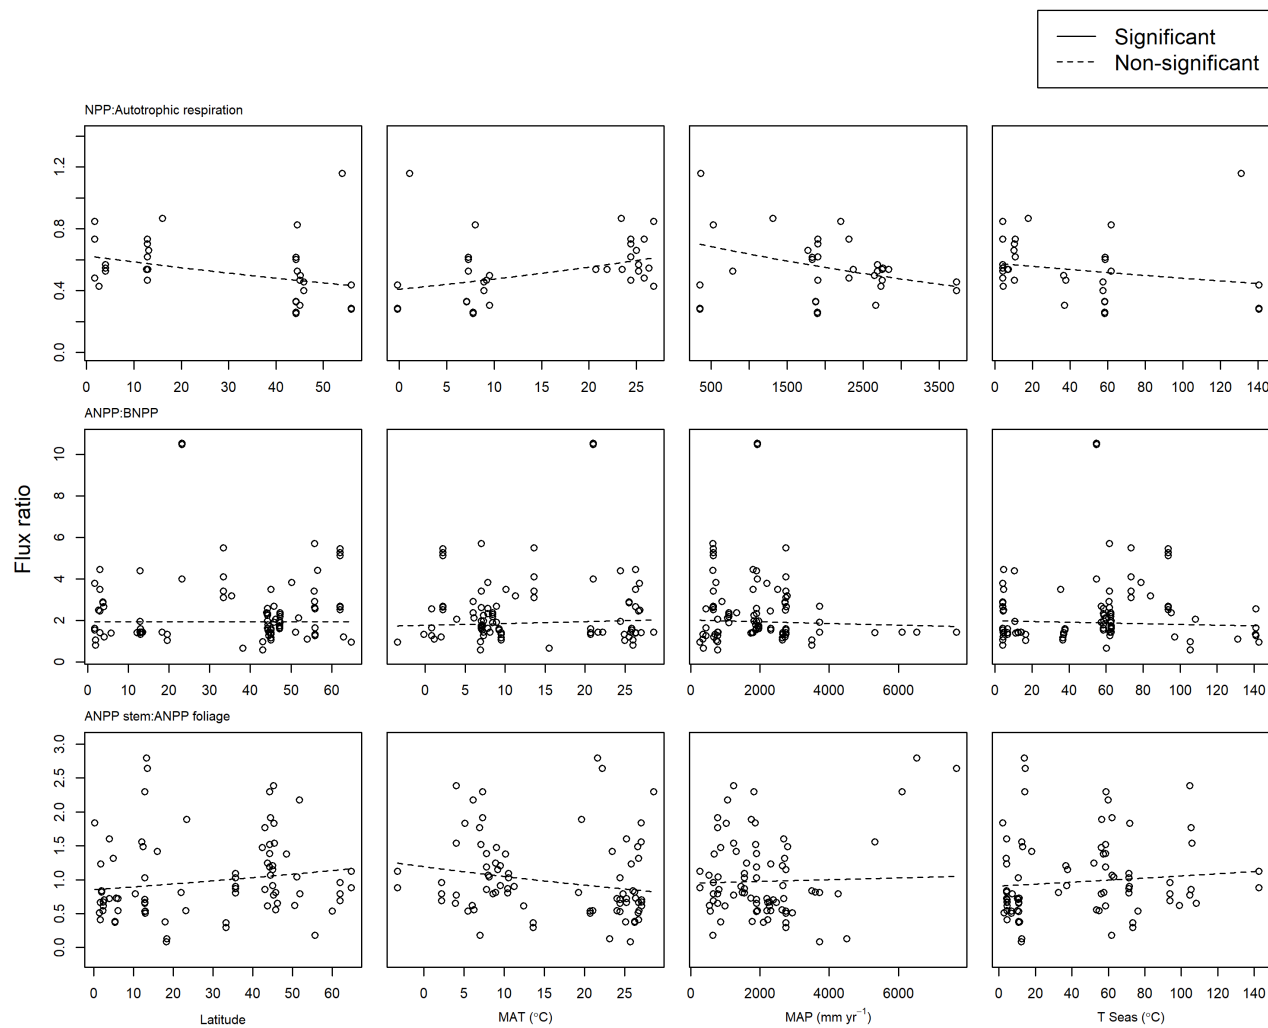 Significant
Non-significant
NPP:Autotrophic respiration
0.0 0.4 0.8 1.2
0 10 20 30 40 50
0 5 10 15 20 25
500 1500 2500 3500
0 20 40 60 80 100 120 140
ANPP:BNPP
Flux ratio
0 2 4 6 8 10
0 10 20 30 40 50 60
0 5 10 15 20 25
0 2000 4000 6000
0 20 40 60 80 100 120 140
ANPP stem:ANPP foliage
0.0 0.5 1.0 1.5 2.0 2.5 3.0
0 10 20 30 40 50 60
0 5 10 15 20 25
0 2000 4000 6000
0 20 40 60 80 100 120 140
Latitude
MAT (°C)
MAP (mm yr⁻¹)
T Seas (°C)